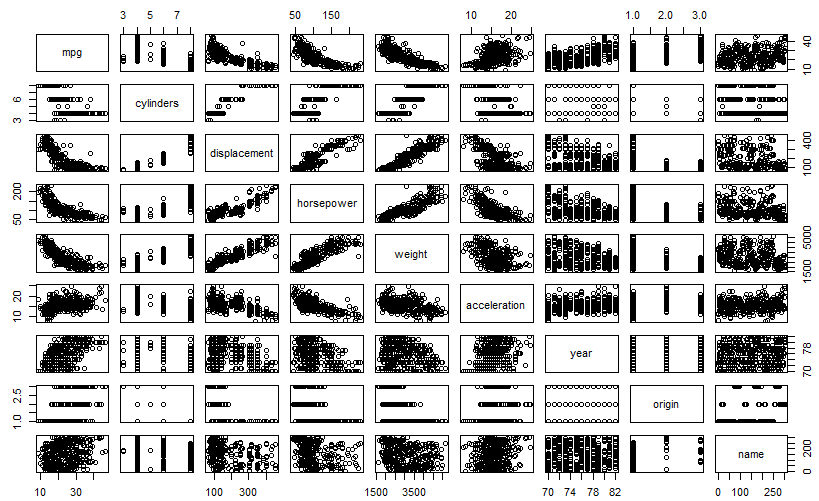 3 5 7 50 150 10 20 1.0 2.0 3.0
mpg
10 40
cylinders
3 6
displacement
100 400
horsepower
50 200
weight
1500 5000
acceleration
10 20
year
70 78
origin
1.0 2.5
name
0 200
10 30 100 300 1500 3500 70 74 78 82 0 100 250